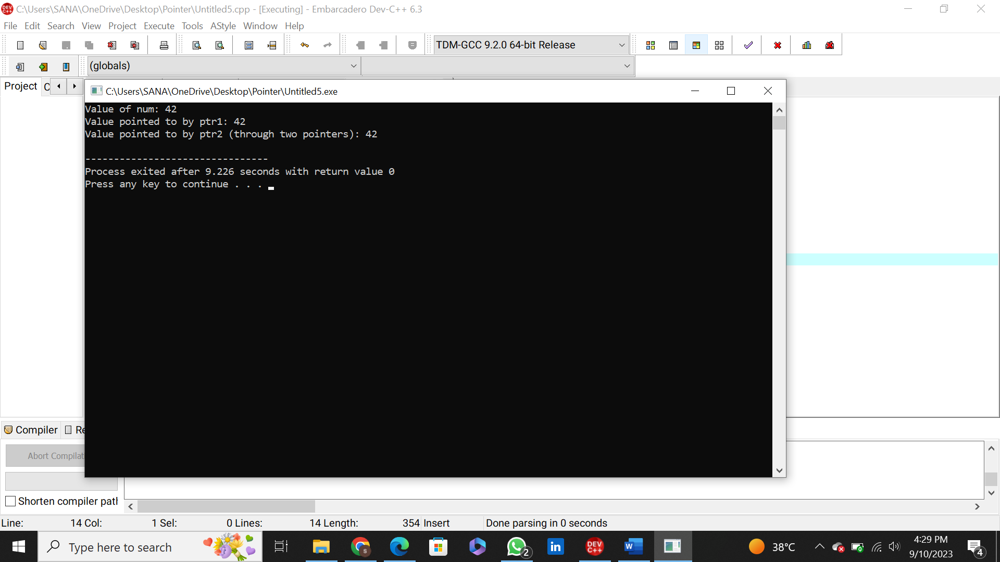 C:\Users\SANA\OneDrive\Desktop\Pointer\Untitled5.cpp - [Executing] - Embarcadero Dev-C++ 6.3
File Edit Search View Project Execute Tools AStyle Window Help
TDM-GCC 9.2.0 64-bit Release
(globals)
Project C
C:\Users\SANA\OneDrive\Desktop\Pointer\Untitled5.exe
Value of num: 42
Value pointed to by ptr1: 42
Value pointed to by ptr2 (through two pointers): 42
--------------------------------
Process exited after 9.226 seconds with return value 0
Press any key to continue . . .
Compiler Re
Abort Compilat
Shorten compiler path
Line: 14 Col: 1 Sel: 0 Lines: 14 Length: 354 Insert Done parsing in 0 seconds
Type here to search
DEV C++
2
in
W
38°C
4:29 PM
9/10/2023
4